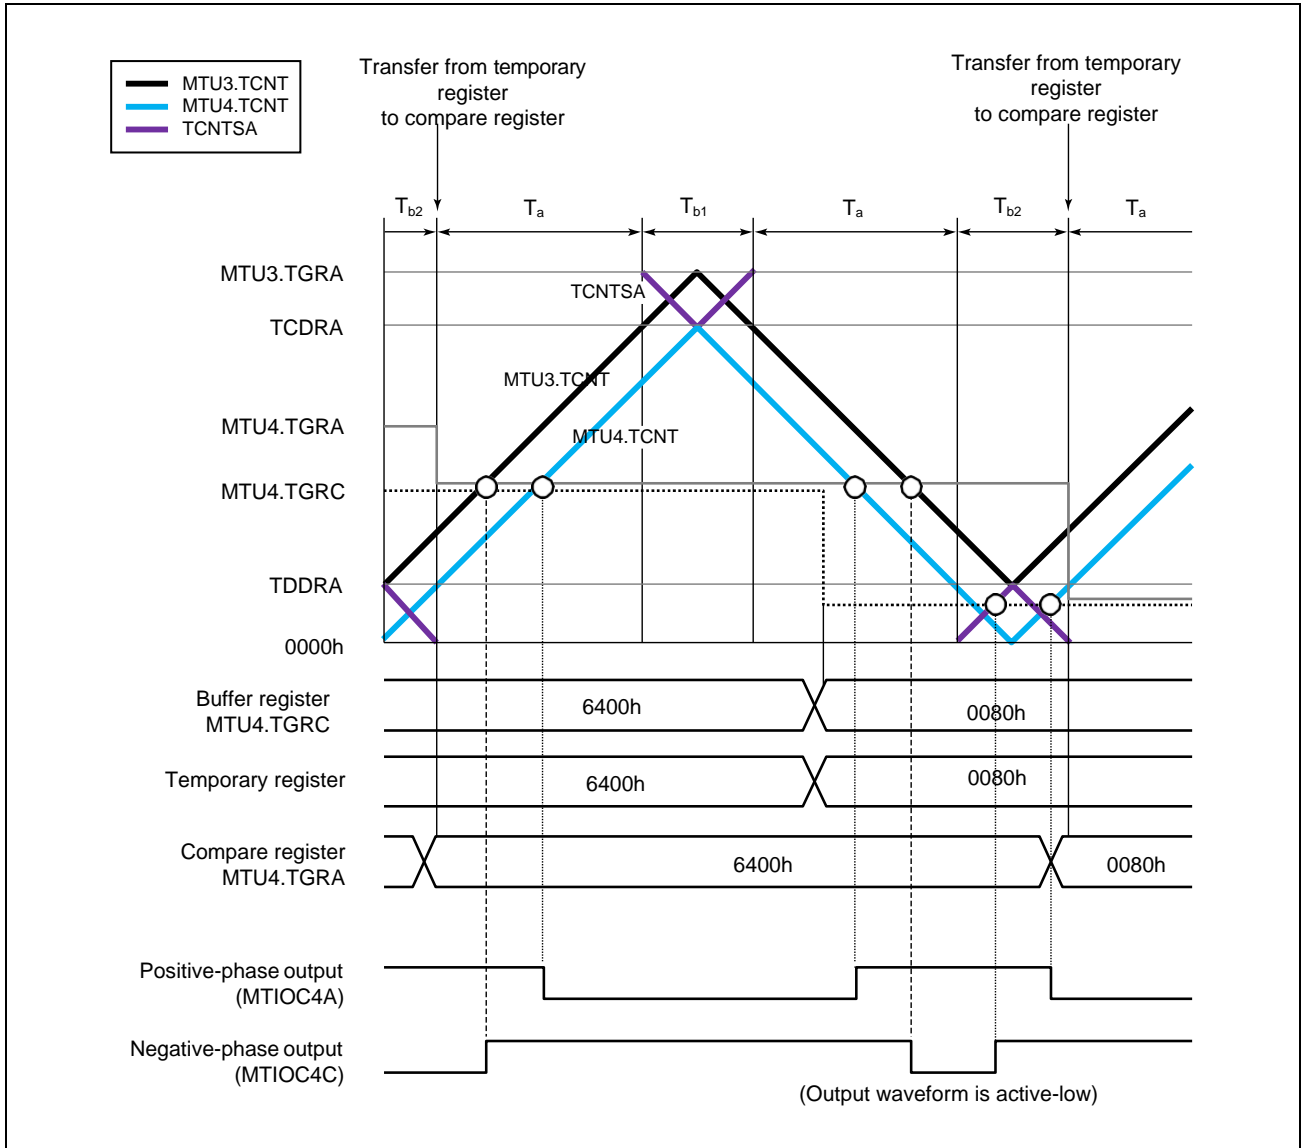 MTU3.TCNT
MTU4.TCNT
TCNTSA
Transfer from temporary
register
to compare register
Transfer from temporary
register
to compare register
Tb2
Ta
Tb1
Ta
Tb2
Ta
MTU3.TGRA
TCNTSA
TCDRA
MTU3.TCNT
MTU4.TGRA
MTU4.TCNT
MTU4.TGRC
TDDRA
0000h
Buffer register
MTU4.TGRC
6400h
0080h
Temporary register
6400h
0080h
Compare register
MTU4.TGRA
6400h
0080h
Positive-phase output
(MTIOC4A)
Negative-phase output
(MTIOC4C)
(Output waveform is active-low)